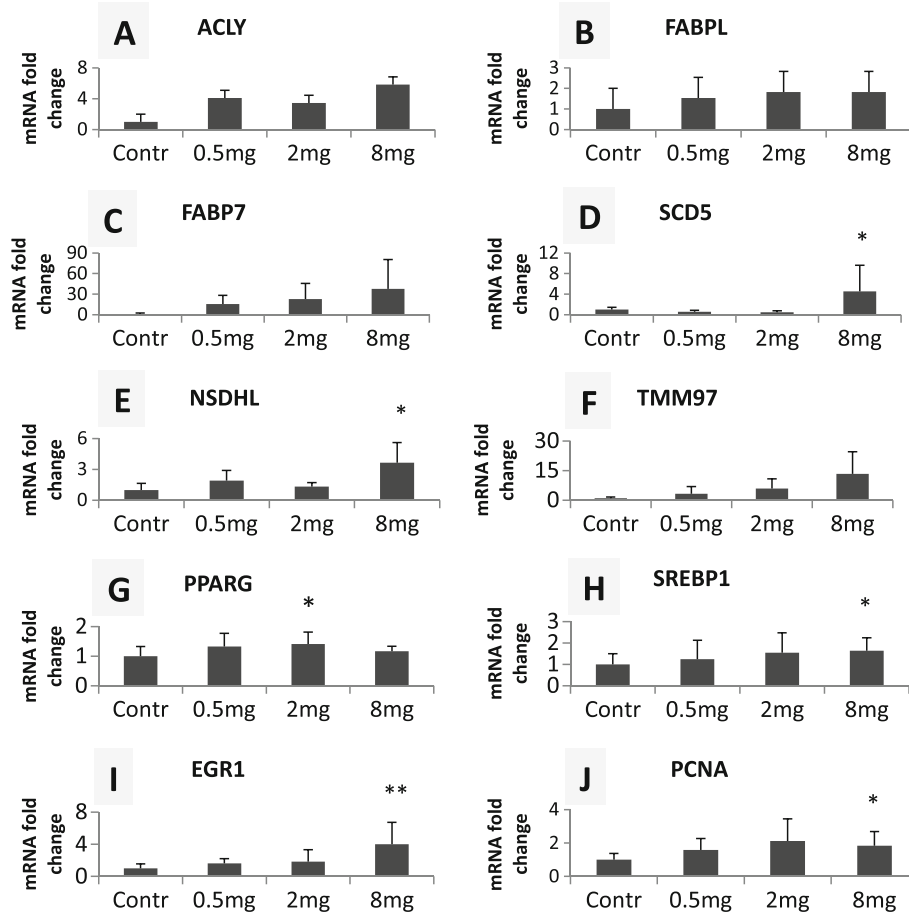 A ACLY
mRNA fold
change
8
4
0
Contr 0.5mg 2mg 8mg
B FABPL
mRNA fold
change
3
2
1
0
Contr 0.5mg 2mg 8mg
C FABP7
mRNA fold
change
90
60
30
0
Contr 0.5mg 2mg 8mg
D SCD5
*
mRNA fold
change
12
8
4
0
Contr 0.5mg 2mg 8mg
E NSDHL
*
mRNA fold
change
6
3
0
Contr 0.5mg 2mg 8mg
F TMM97
mRNA fold
change
30
15
0
Contr 0.5mg 2mg 8mg
G PPARG
*
mRNA fold
change
2
1
0
Contr 0.5mg 2mg 8mg
H SREBP1
*
mRNA fold
change
3
2
1
0
Contr 0.5mg 2mg 8mg
I EGR1
**
mRNA fold
change
8
4
0
Contr 0.5mg 2mg 8mg
J PCNA
*
mRNA fold
change
4
2
0
Contr 0.5mg 2mg 8mg